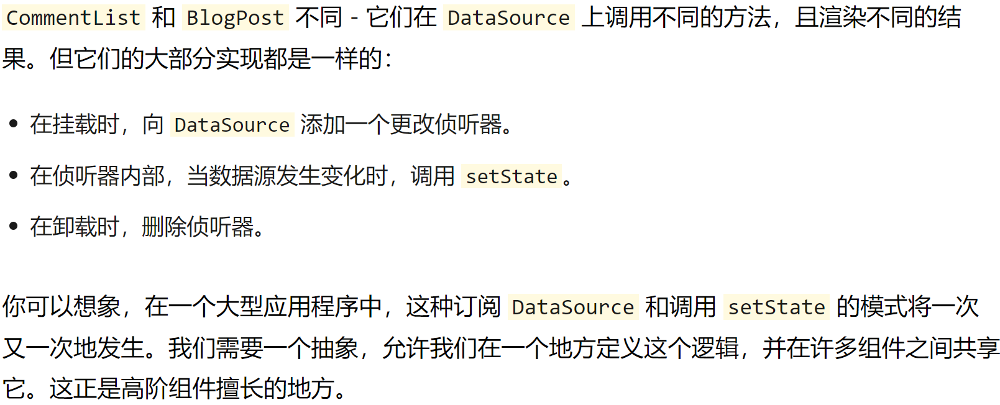 CommentList 和 BlogPost 不同 - 它们在 DataSource 上调用不同的方法，且渲染不同的结
果。但它们的大部分实现都是一样的：
• 在挂载时，向 DataSource 添加一个更改侦听器。
• 在侦听器内部，当数据源发生变化时，调用 setState。
• 在卸载时，删除侦听器。
你可以想象，在一个大型应用程序中，这种订阅 DataSource 和调用 setState 的模式将一次
又一次地发生。我们需要一个抽象，允许我们在一个地方定义这个逻辑，并在许多组件之间共享
它。这正是高阶组件擅长的地方。